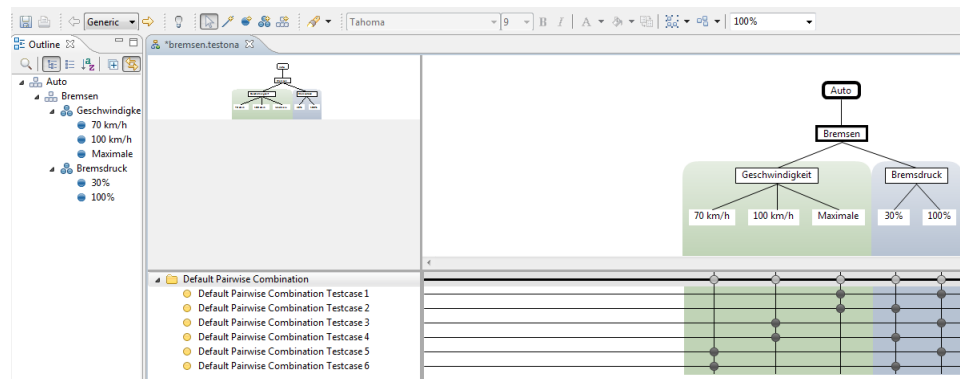 Generic
Tahoma
9
B
I
A
100%
Outline
*bremsen.testona
Auto
Bremsen
Geschwindigke
70 km/h
100 km/h
Maximale
Bremsdruck
30%
100%
Auto
Bremsen
Geschwindigkeit Bremsdruck
70 km/h 100 km/h Maximale 30% 100%
Default Pairwise Combination
Default Pairwise Combination Testcase 1
Default Pairwise Combination Testcase 2
Default Pairwise Combination Testcase 3
Default Pairwise Combination Testcase 4
Default Pairwise Combination Testcase 5
Default Pairwise Combination Testcase 6